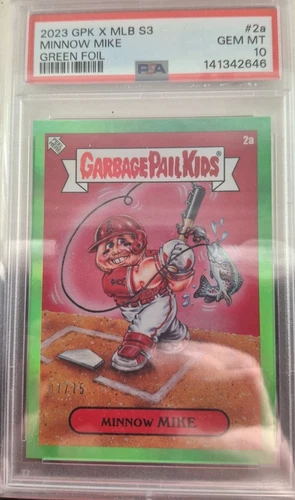 2023 GPK X MLB S3 #2a
MINNOW MIKE GEM MT
GREEN FOIL 10
PSA 141342646
2a
GARBAGE PAIL KIDS
MINNOW MIKE